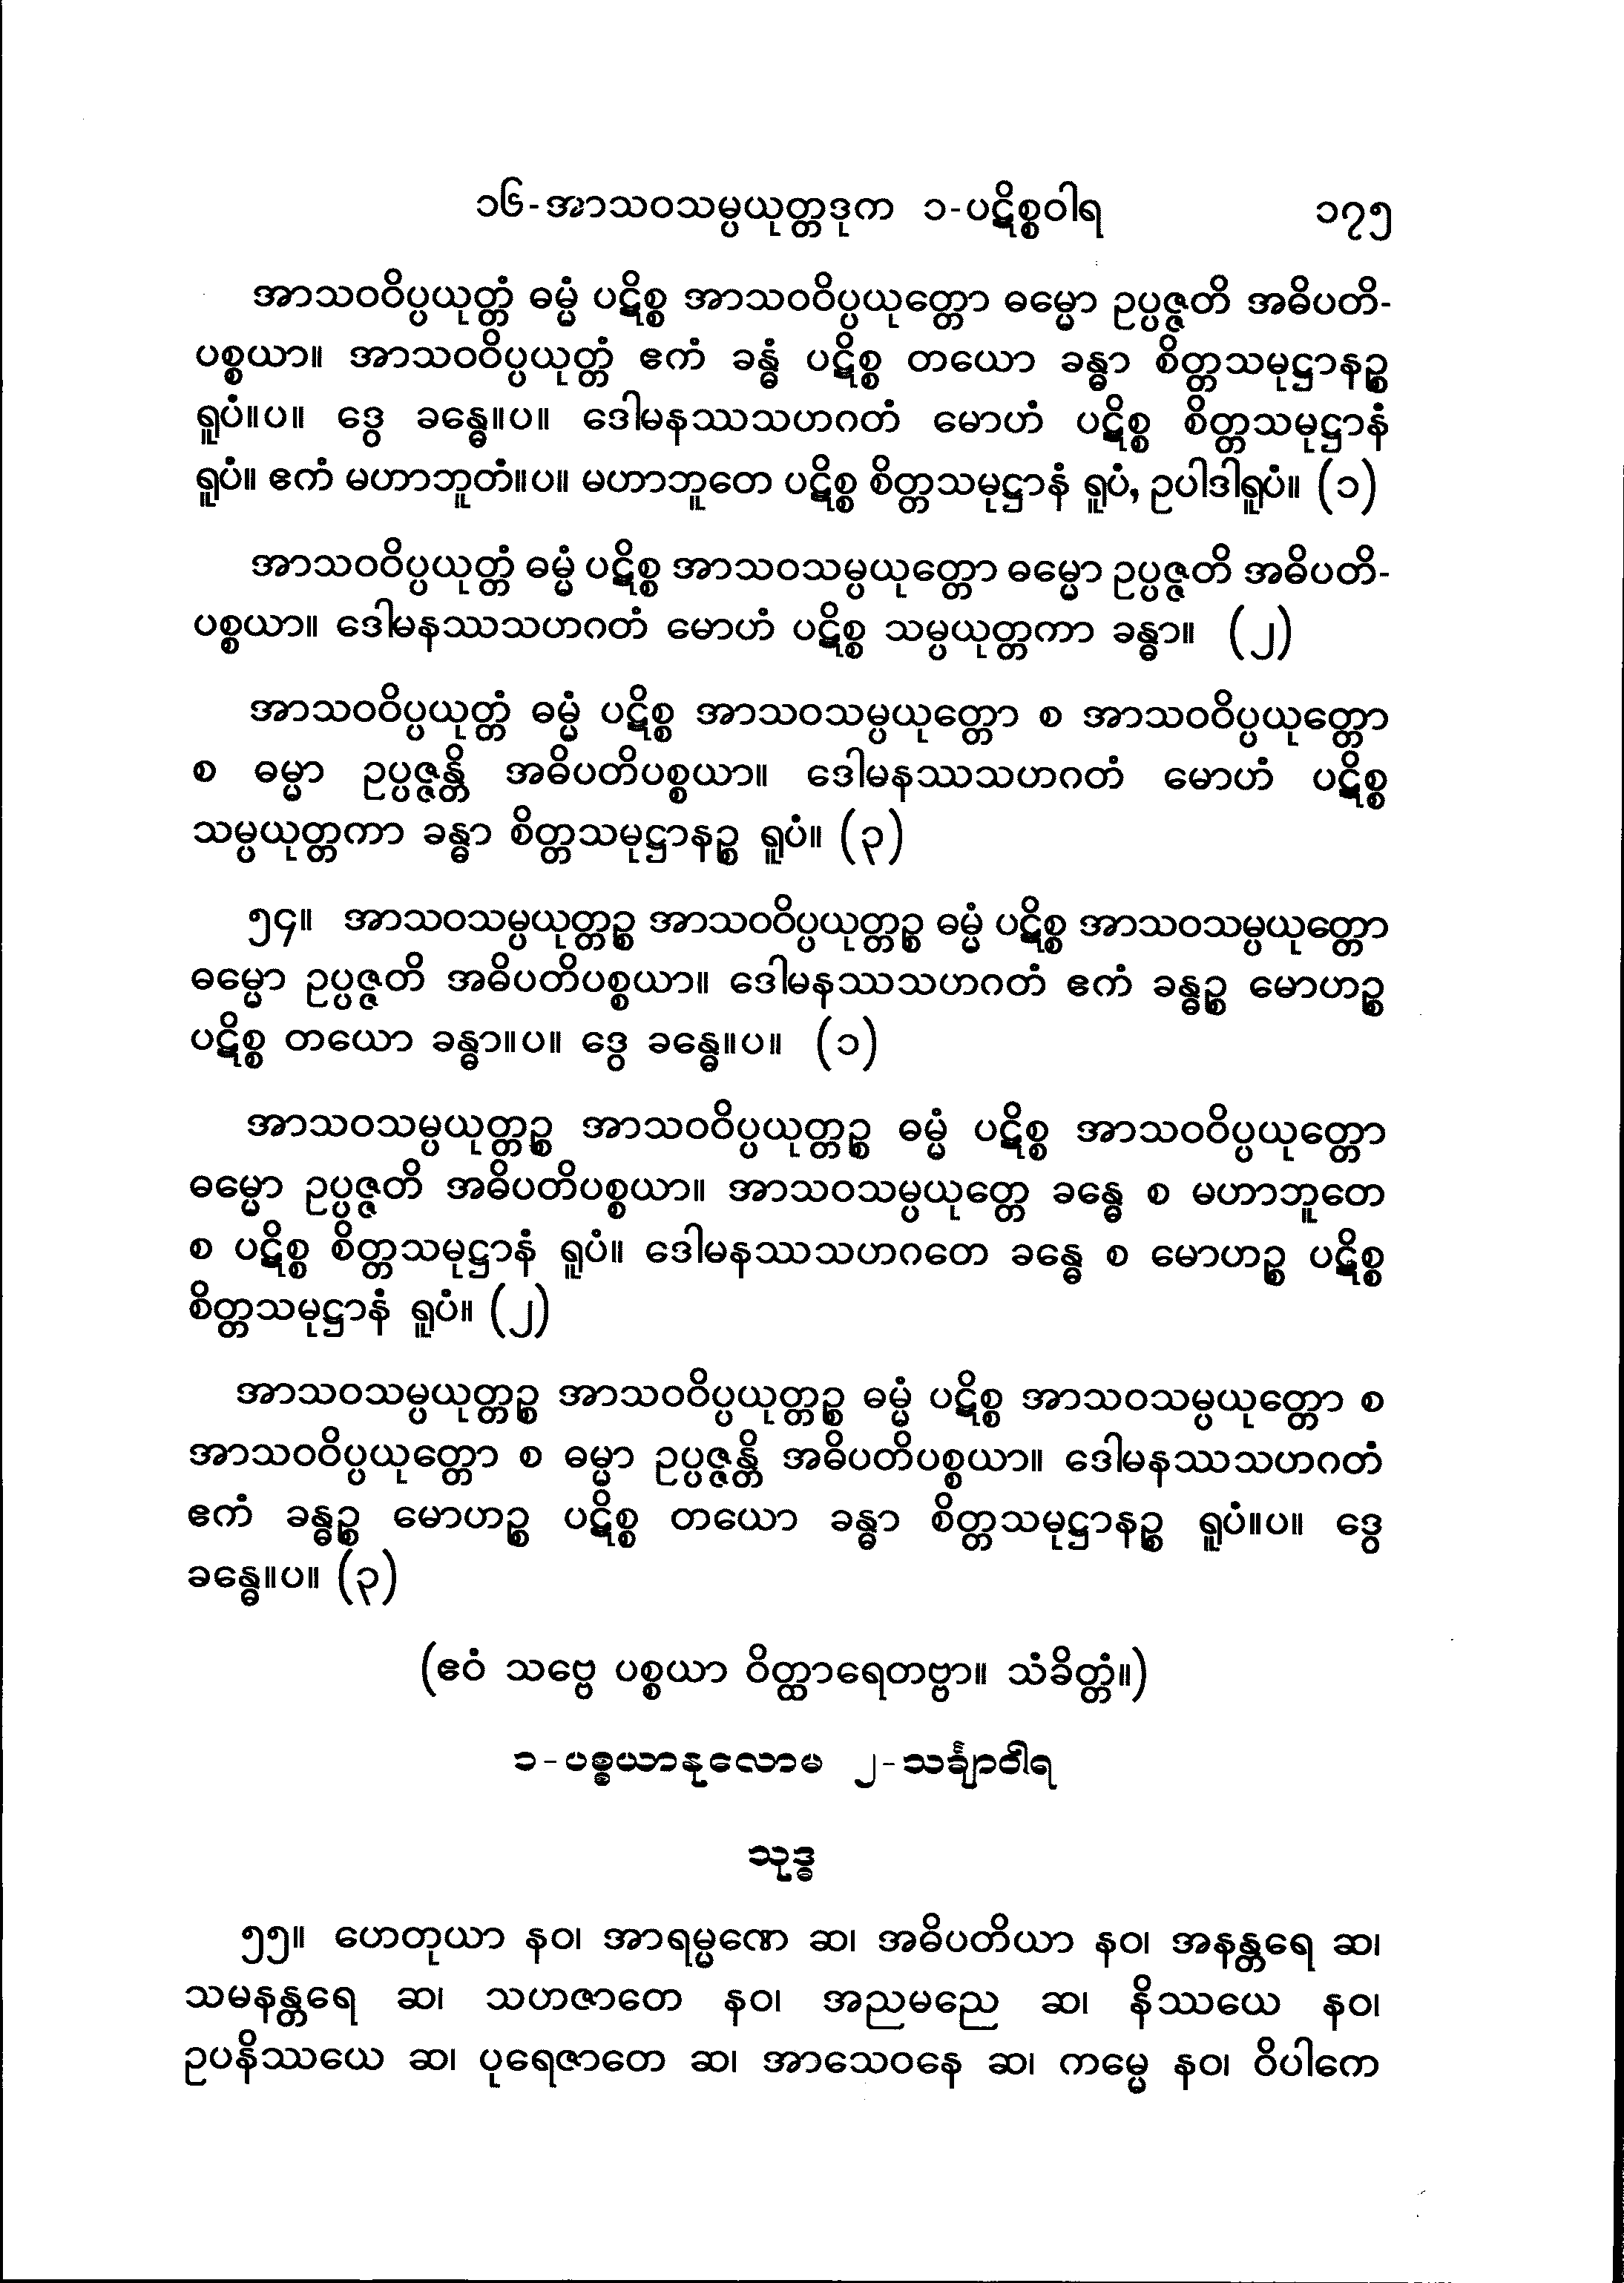 ၁၆-အာသဝသမ္ပယုတ္တဒုက ၁-ပဋိစ္စဝါရ ၁၇၅
အာသဝဝိပ္ပယုတ္တံ ဓမ္မံ ပဋိစ္စ အာသဝဝိပ္ပယုတ္တော ဓမ္မော ဥပ္ပဇ္ဇတိ အဓိပတိ-
ပစ္စယာ။ အာသဝဝိပ္ပယုတ္တံ ဧကံ ခန္ဓံ ပဋိစ္စ တယော ခန္ဓာ စိတ္တသမုဋ္ဌာနဉ္စ
ရူပံ။ပ။ ဒွေ ခန္ဓေ။ပ။ ဒေါမနဿသဟဂတံ မောဟံ ပဋိစ္စ စိတ္တသမုဋ္ဌာနံ
ရူပံ။ ဧကံ မဟာဘူတံ။ပ။ မဟာဘူတေ ပဋိစ္စ စိတ္တသမုဋ္ဌာနံ ရူပံ, ဥပါဒါရူပံ။ (၁)
အာသဝဝိပ္ပယုတ္တံ ဓမ္မံ ပဋိစ္စ အာသဝသမ္ပယုတ္တော ဓမ္မော ဥပ္ပဇ္ဇတိ အဓိပတိ-
ပစ္စယာ။ ဒေါမနဿသဟဂတံ မောဟံ ပဋိစ္စ သမ္ပယုတ္တကာ ခန္ဓာ။ (၂)
အာသဝဝိပ္ပယုတ္တံ ဓမ္မံ ပဋိစ္စ အာသဝသမ္ပယုတ္တော စ အာသဝဝိပ္ပယုတ္တော
စ ဓမ္မာ ဥပ္ပဇ္ဇန္တိ အဓိပတိပစ္စယာ။ ဒေါမနဿသဟဂတံ မောဟံ ပဋိစ္စ
သမ္ပယုတ္တကာ ခန္ဓာ စိတ္တသမုဋ္ဌာနဉ္စ ရူပံ။ (၃)
၅၄။ အာသဝသမ္ပယုတ္တဉ္စ အာသဝဝိပ္ပယုတ္တဉ္စ ဓမ္မံ ပဋိစ္စ အာသဝသမ္ပယုတ္တော
ဓမ္မော ဥပ္ပဇ္ဇတိ အဓိပတိပစ္စယာ။ ဒေါမနဿသဟဂတံ ဧကံ ခန္ဓဉ္စ မောဟဉ္စ
ပဋိစ္စ တယော ခန္ဓာ။ပ။ ဒွေ ခန္ဓေ။ပ။ (၁)
အာသဝသမ္ပယုတ္တဉ္စ အာသဝဝိပ္ပယုတ္တဉ္စ ဓမ္မံ ပဋိစ္စ အာသဝဝိပ္ပယုတ္တော
ဓမ္မော ဥပ္ပဇ္ဇတိ အဓိပတိပစ္စယာ။ အာသဝသမ္ပယုတ္တေ ခန္ဓေ စ မဟာဘူတေ
စ ပဋိစ္စ စိတ္တသမုဋ္ဌာနံ ရူပံ။ ဒေါမနဿသဟဂတေ ခန္ဓေ စ မောဟဉ္စ ပဋိစ္စ
စိတ္တသမုဋ္ဌာနံ ရူပံ။ (၂)
အာသဝသမ္ပယုတ္တဉ္စ အာသဝဝိပ္ပယုတ္တဉ္စ ဓမ္မံ ပဋိစ္စ အာသဝသမ္ပယုတ္တော စ
အာသဝဝိပ္ပယုတ္တော စ ဓမ္မာ ဥပ္ပဇ္ဇန္တိ အဓိပတိပစ္စယာ။ ဒေါမနဿသဟဂတံ
ဧကံ ခန္ဓဉ္စ မောဟဉ္စ ပဋိစ္စ တယော ခန္ဓာ စိတ္တသမုဋ္ဌာနဉ္စ ရူပံ။ပ။ ဒွေ
ခန္ဓေ။ပ။ (၃)
(ဧဝံ သဗ္ဗေ ပစ္စယာ ဝိတ္ထာရေတဗ္ဗာ။ သံခိတ္တံ။)
၁-ပစ္စယာနုလောမ ၂-သင်္ချာဝါရ
သုဒ္ဓ
၅၅။ ဟေတုယာ နဝ၊ အာရမ္မဏေ ဆ၊ အဓိပတိယာ နဝ၊ အနန္တရေ ဆ၊
သမနန္တရေ ဆ၊ သဟဇာတေ နဝ၊ အညမညေ ဆ၊ နိဿယေ နဝ၊
ဥပနိဿယေ ဆ၊ ပုရေဇာတေ ဆ၊ အာသေဝနေ ဆ၊ ကမ္မေ နဝ၊ ဝိပါကေ